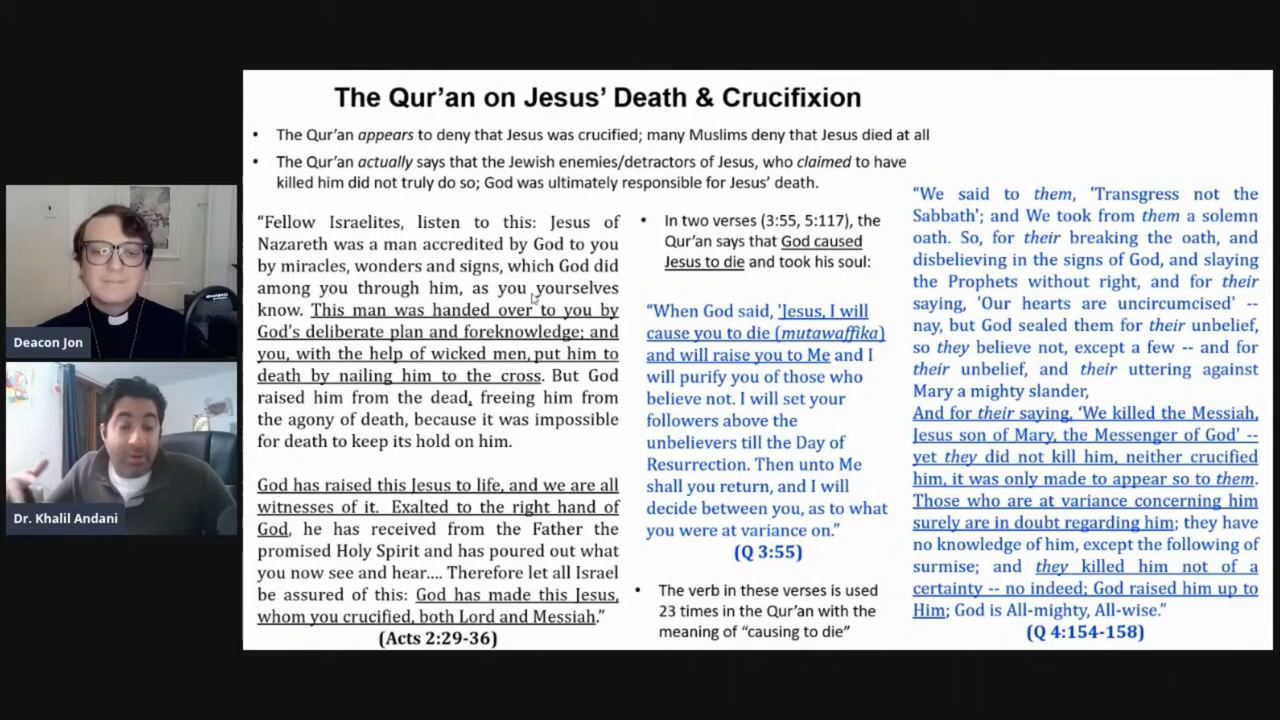 The Qur'an on Jesus' Death & Crucifixion
• The Qur'an appears to deny that Jesus was crucified; many Muslims deny that Jesus died at all
• The Qur'an actually says that the Jewish enemies/detractors of Jesus, who claimed to have
killed him did not truly do so; God was ultimately responsible for Jesus' death.
"Fellow Israelites, listen to this: Jesus of
Nazareth was a man accredited by God to you
by miracles, wonders and signs, which God did
among you through him, as you yourselves
know. This man was handed over to you by
God's deliberate plan and foreknowledge; and
you, with the help of wicked men, put him to
death by nailing him to the cross. But God
raised him from the dead, freeing him from
the agony of death, because it was impossible
for death to keep its hold on him.
God has raised this Jesus to life, and we are all
witnesses of it. Exalted to the right hand of
God, he has received from the Father the
promised Holy Spirit and has poured out what
you now see and hear.... Therefore let all Israel
be assured of this: God has made this Jesus,
whom you crucified, both Lord and Messiah."
(Acts 2:29-36)
• In two verses (3:55, 5:117), the
Qur'an says that God caused
Jesus to die and took his soul:
"When God said, 'Jesus, I will
cause you to die (mutawaffika)
and will raise you to Me and I
will purify you of those who
believe not. I will set your
followers above the
unbelievers till the Day of
Resurrection. Then unto Me
shall you return, and I will
decide between you, as to what
you were at variance on."
(Q 3:55)
• The verb in these verses is used
23 times in the Qur'an with the
meaning of "causing to die"
"We said to them, 'Transgress not the
Sabbath'; and We took from them a solemn
oath. So, for their breaking the oath, and
disbelieving in the signs of God, and slaying
the Prophets without right, and for their
saying, 'Our hearts are uncircumcised' --
nay, but God sealed them for their unbelief,
so they believe not, except a few -- and for
their unbelief, and their uttering against
Mary a mighty slander,
And for their saying, 'We killed the Messiah,
Jesus son of Mary, the Messenger of God' --
yet they did not kill him, neither crucified
him, it was only made to appear so to them.
Those who are at variance concerning him
surely are in doubt regarding him; they have
no knowledge of him, except the following of
surmise; and they killed him not of a
certainty -- no indeed; God raised him up to
Him; God is All-mighty, All-wise."
(Q 4:154-158)
Deacon Jon
Dr. Khalil Andani